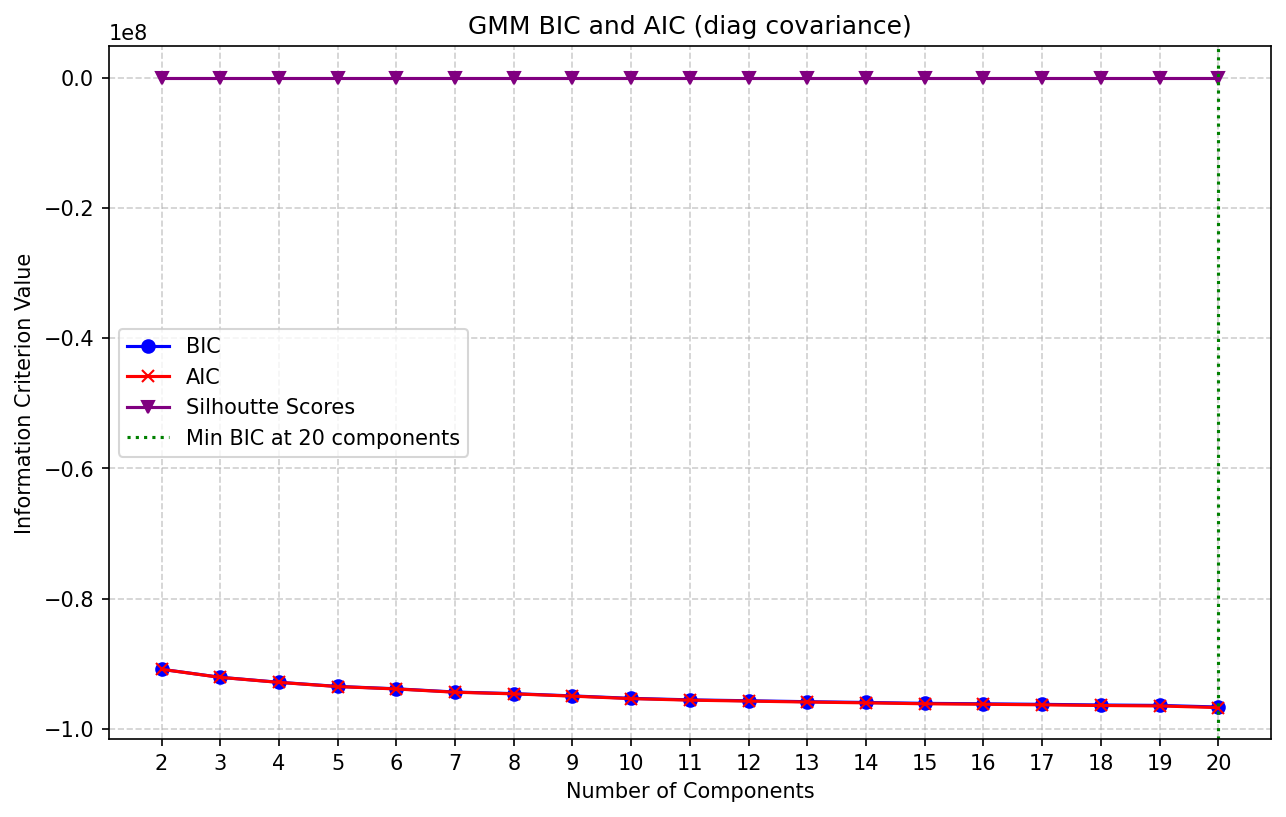 GMM BIC and AIC (diag covariance)
1e8
0.0
−0.2
−0.4
−0.6
−0.8
−1.0
Information Criterion Value
BIC
AIC
Silhoutte Scores
Min BIC at 20 components
2 3 4 5 6 7 8 9 10 11 12 13 14 15 16 17 18 19 20
Number of Components